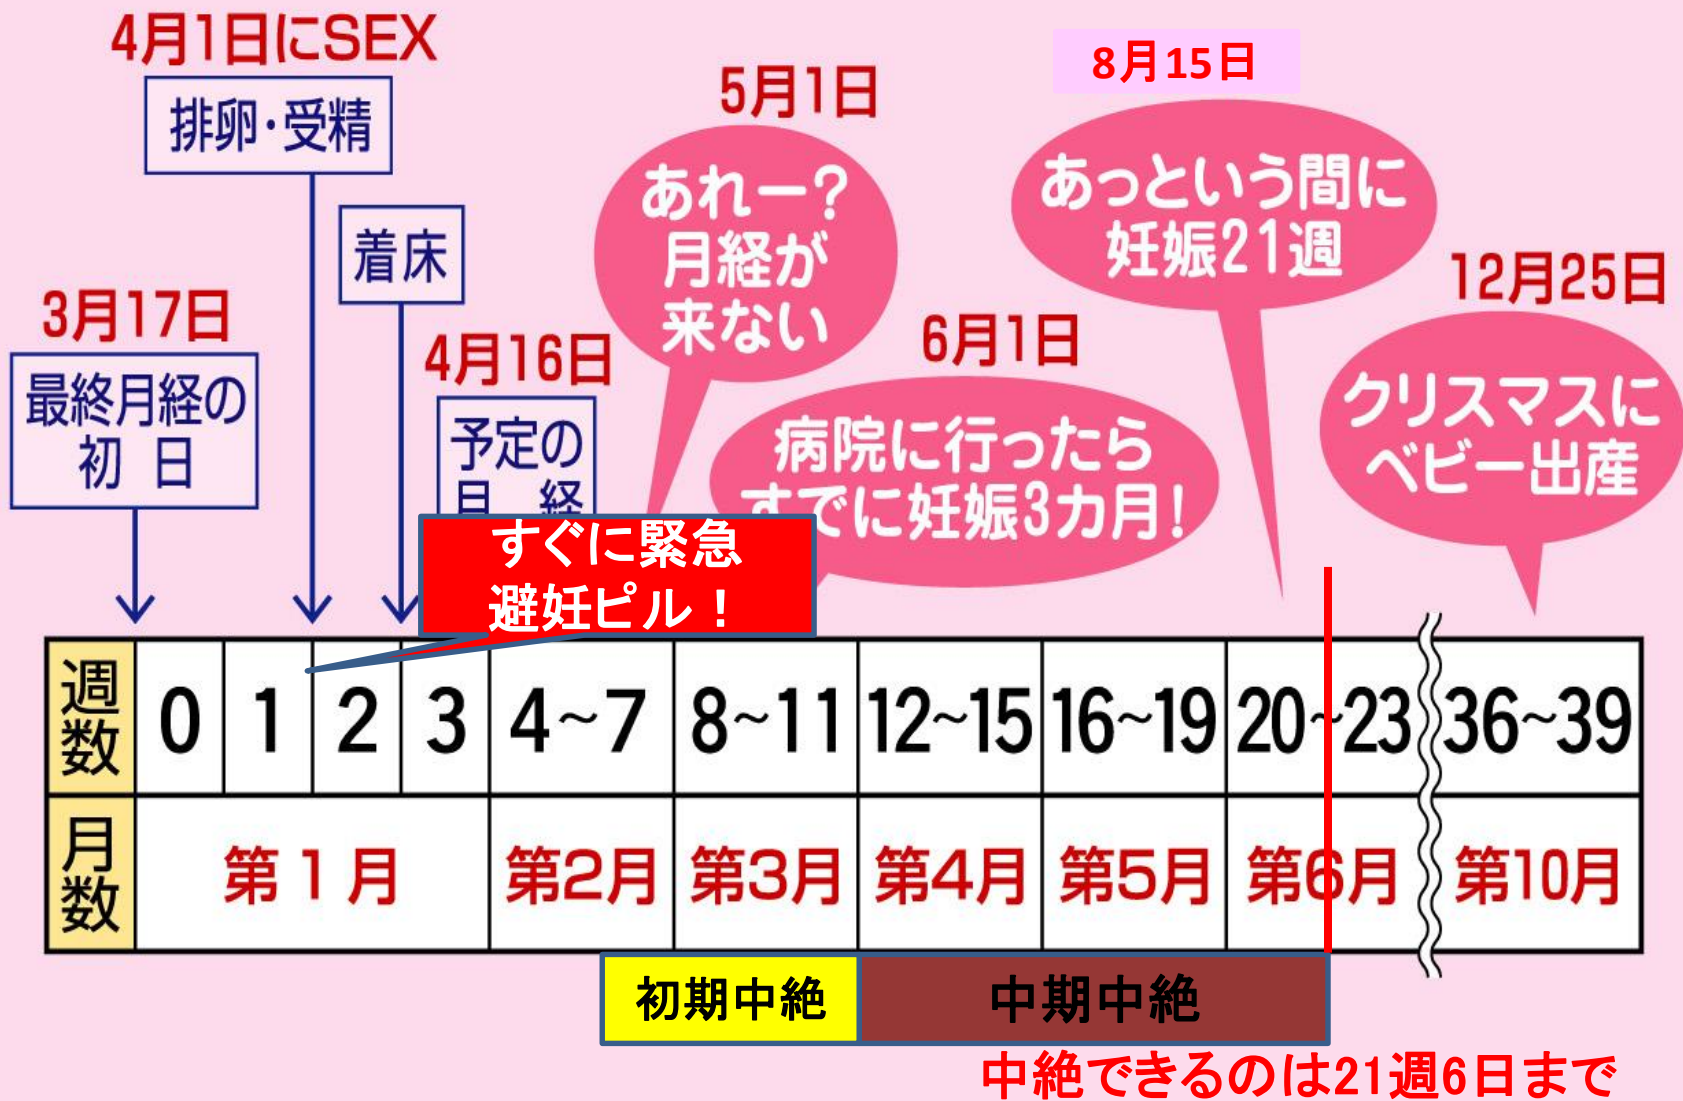 4月1日にSEX
排卵・受精
着床
3月17日
最終月経の
初 日
4月16日
予定の
月 経
すぐに緊急
避妊ピル！
5月1日
あれー?
月経が
来ない
6月1日
病院に行ったら
すでに妊娠3カ月!
8月15日
あっという間に
妊娠21週
12月25日
クリスマスに
ベビー出産
週数 0 1 2 3 4~7 8~11 12~15 16~19 20~23 36~39
月数 第1月 第2月 第3月 第4月 第5月 第6月 第10月
初期中絶 中期中絶
中絶できるのは21週6日まで